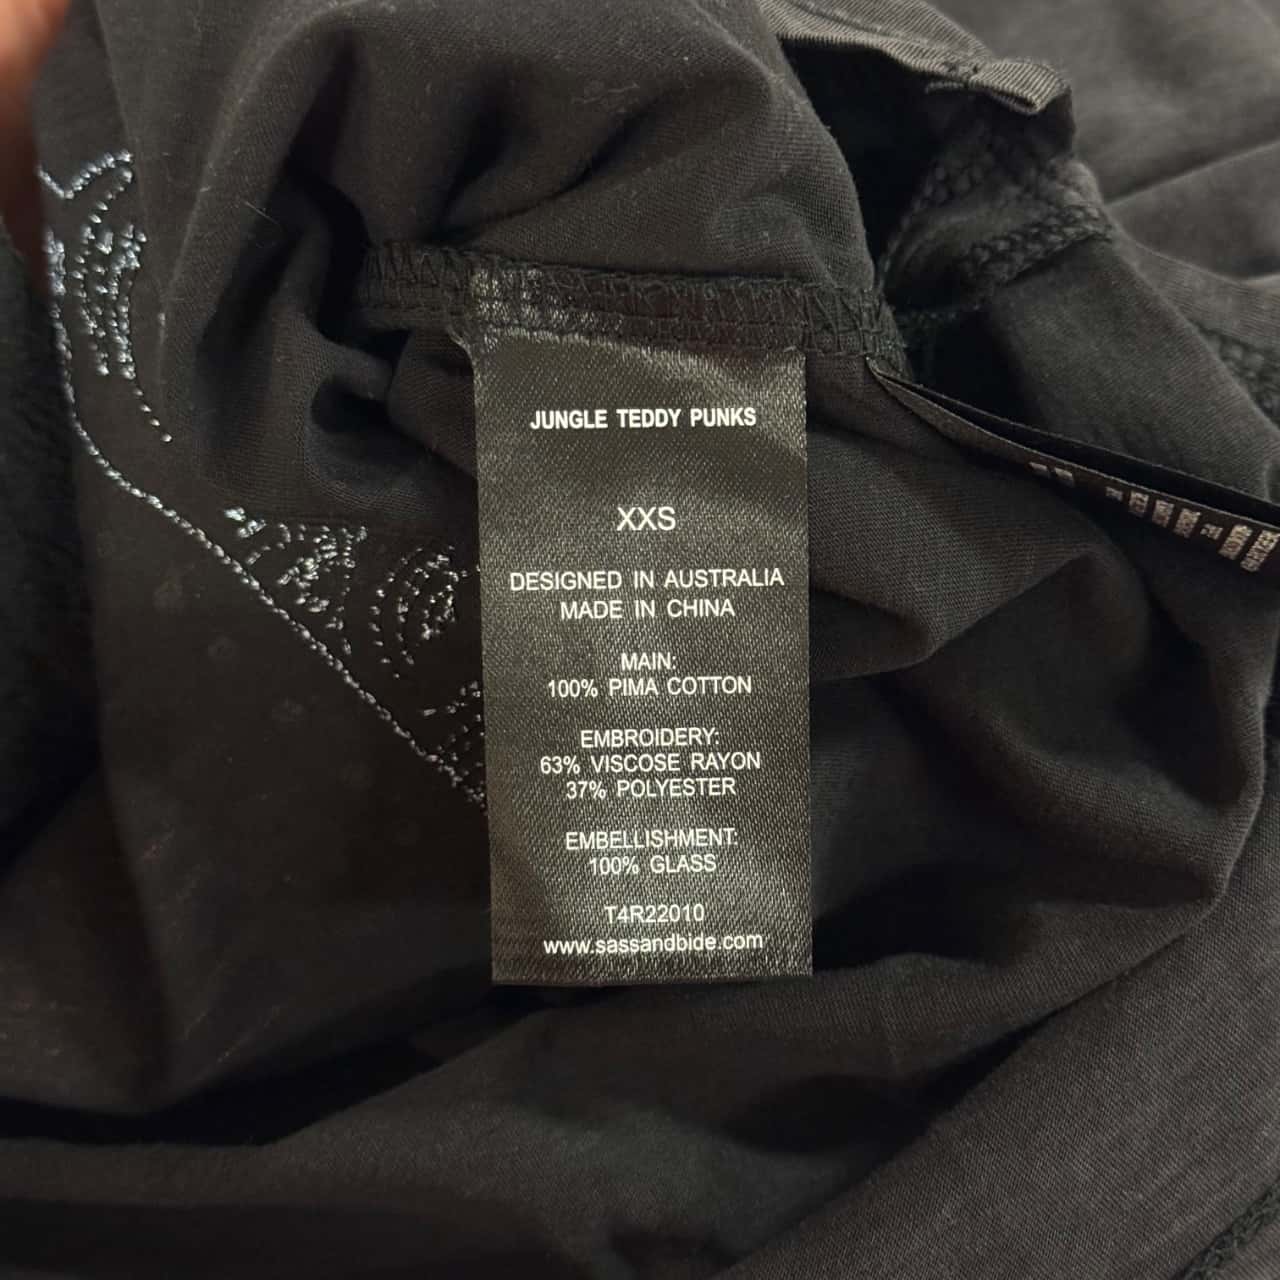 JUNGLE TEDDY PUNKS
XXS
DESIGNED IN AUSTRALIA
MADE IN CHINA
MAIN:
100% PIMA COTTON
EMBROIDERY:
63% VISCOSE RAYON
37% POLYESTER
EMBELLISHMENT:
100% GLASS
T4R22010
www.sassandbide.com